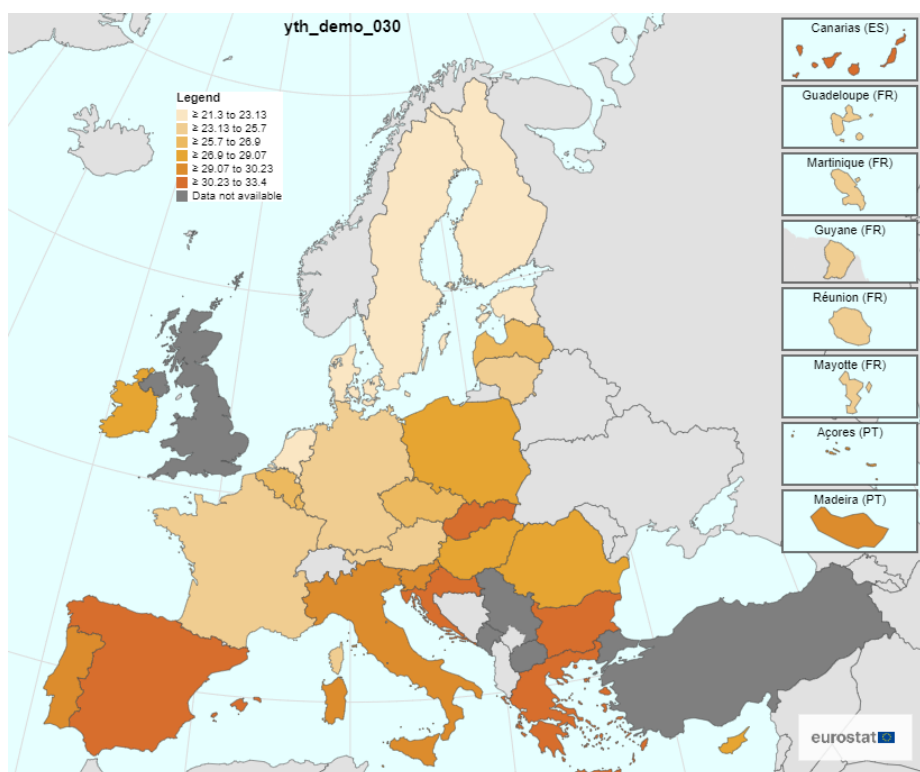 yth_demo_030
Legend
≥ 21.3 to 23.13
≥ 23.13 to 25.7
≥ 25.7 to 26.9
≥ 26.9 to 29.07
≥ 29.07 to 30.23
≥ 30.23 to 33.4
Data not available
Canarias (ES)
Guadeloupe (FR)
Martinique (FR)
Guyane (FR)
Réunion (FR)
Mayotte (FR)
Açores (PT)
Madeira (PT)
eurostat